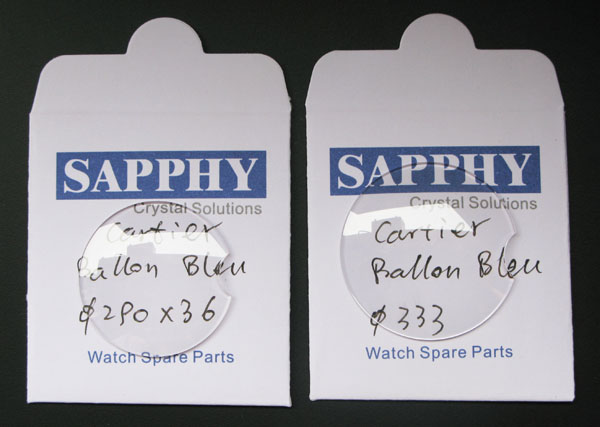 SAPPHY
Crystal Solutions
Cartier
Ballon Bleu
φ290 x 36
Watch Spare Parts
SAPPHY
Crystal Solutions
Cartier
Ballon Bleu
φ333
Watch Spare Parts